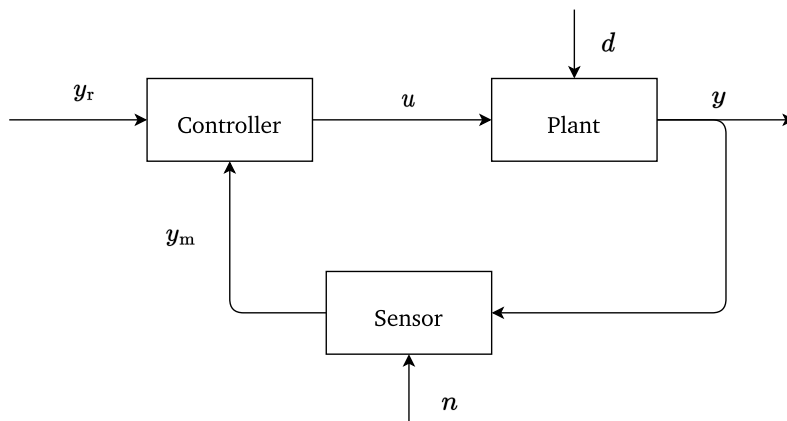 d
yr
u
y
Controller
Plant
ym
Sensor
n